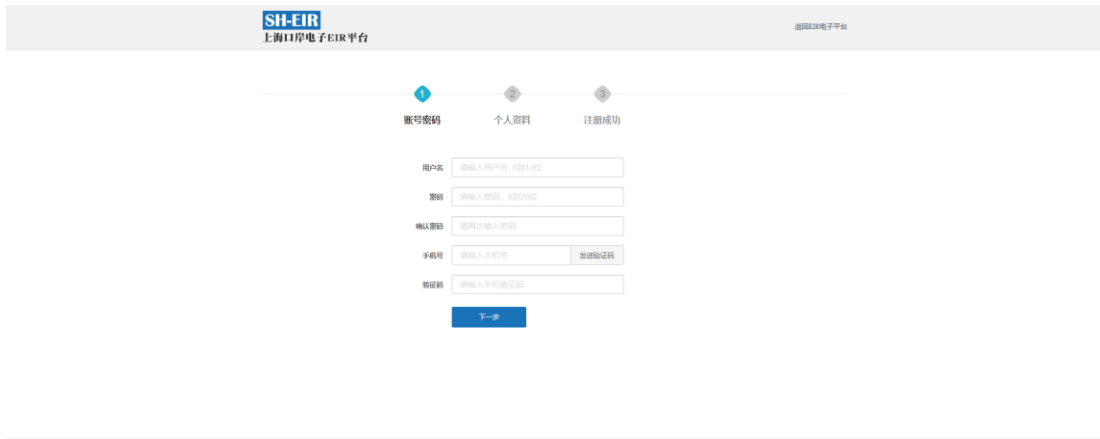 SH-EIR
上海口岸电子EIR平台
返回EIR电子平台
1 2 3
账号密码 个人资料 注册成功
用户名 请输入用户名, 6到10位
密码 请输入密码, 8到20位
确认密码 请再次输入密码
手机号 请输入手机号 发送验证码
验证码 请输入手机验证码
下一步